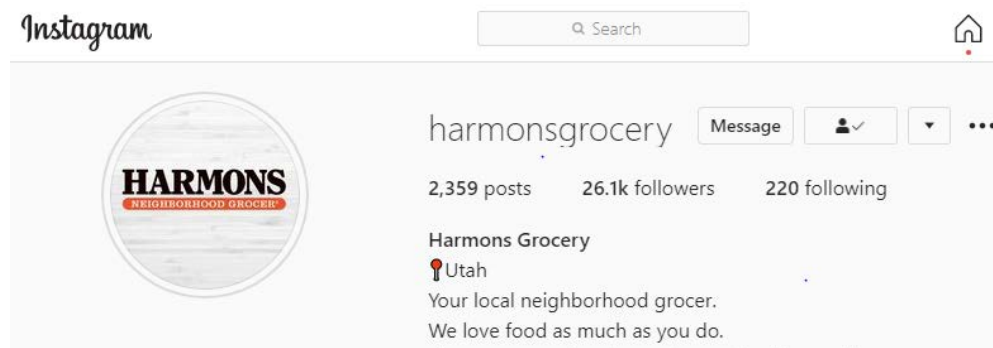 Instagram
Search
HARMONS
NEIGHBORHOOD GROCER®
harmonsgrocery Message
2,359 posts 26.1k followers 220 following
Harmons Grocery
📍Utah
Your local neighborhood grocer.
We love food as much as you do.